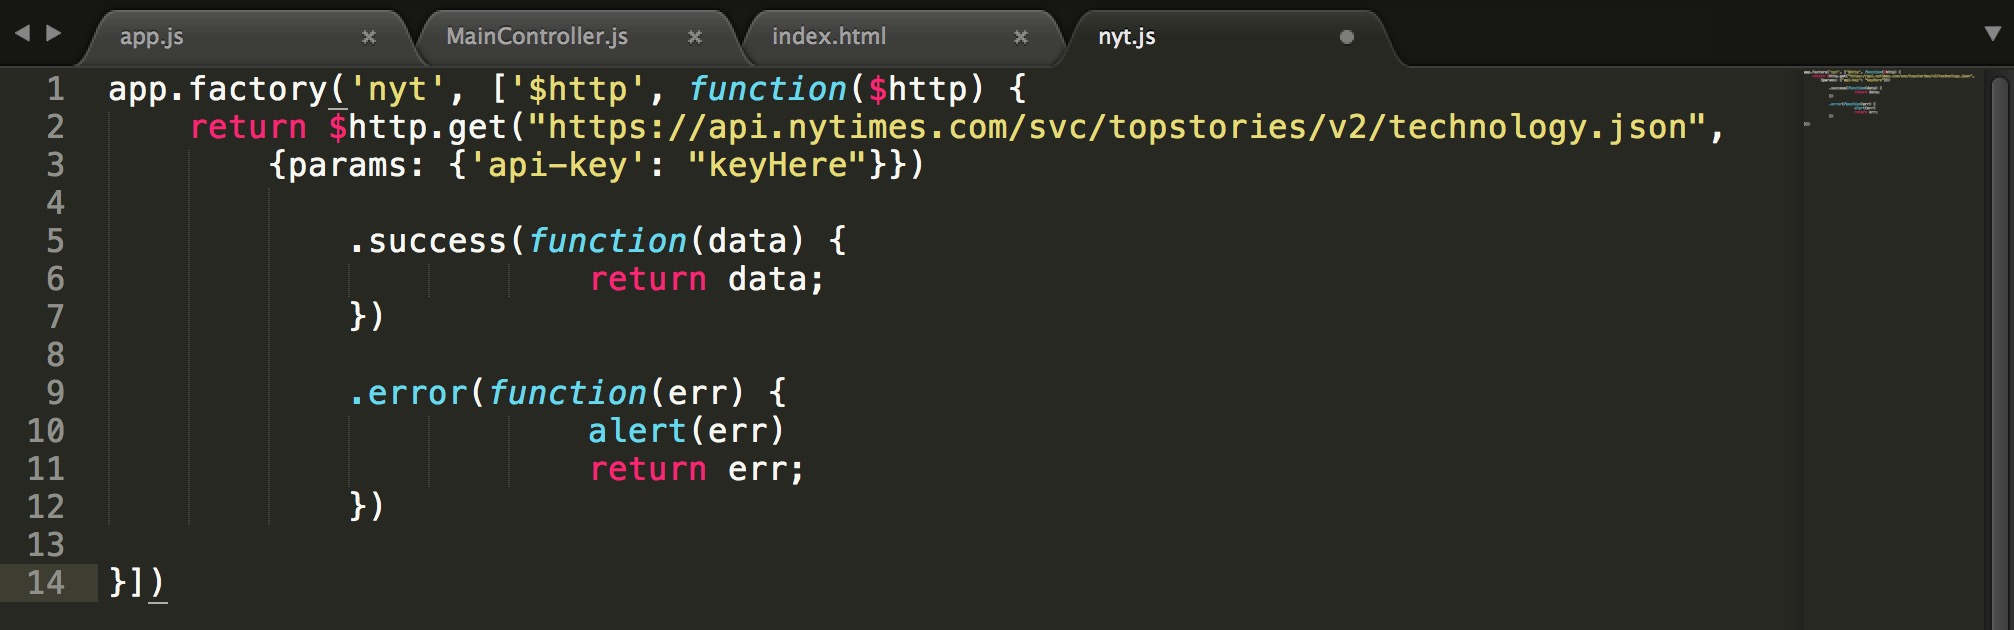 app.js × MainController.js × index.html × nyt.js
1 app.factory('nyt', ['$http', function($http) {
2 return $http.get("https://api.nytimes.com/svc/topstories/v2/technology.json",
3 {params: {'api-key': "keyHere"}})
4
5 .success(function(data) {
6 return data;
7 })
8
9 .error(function(err) {
10 alert(err)
11 return err;
12 })
13
14 }])